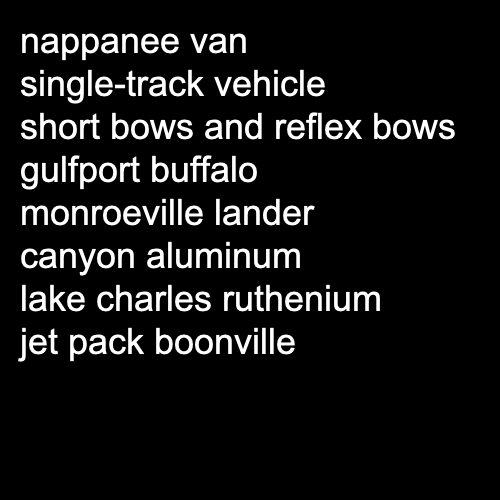 nappanee van
single-track vehicle
short bows and reflex bows
gulfport buffalo
monroeville lander
canyon aluminum
lake charles ruthenium
jet pack boonville